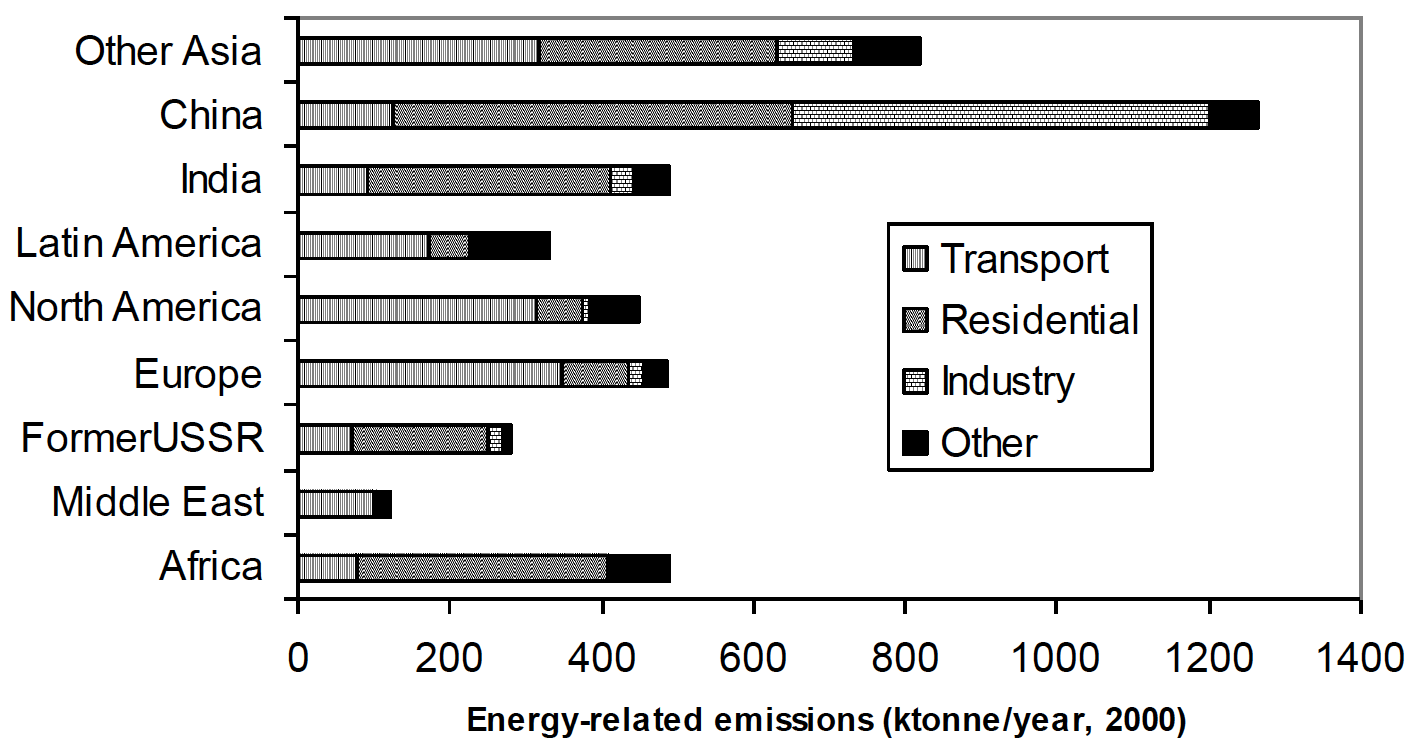 Other Asia
China
India
Latin America
North America
Europe
FormerUSSR
Middle East
Africa
Transport
Residential
Industry
Other
0 200 400 600 800 1000 1200 1400
Energy-related emissions (ktonne/year, 2000)